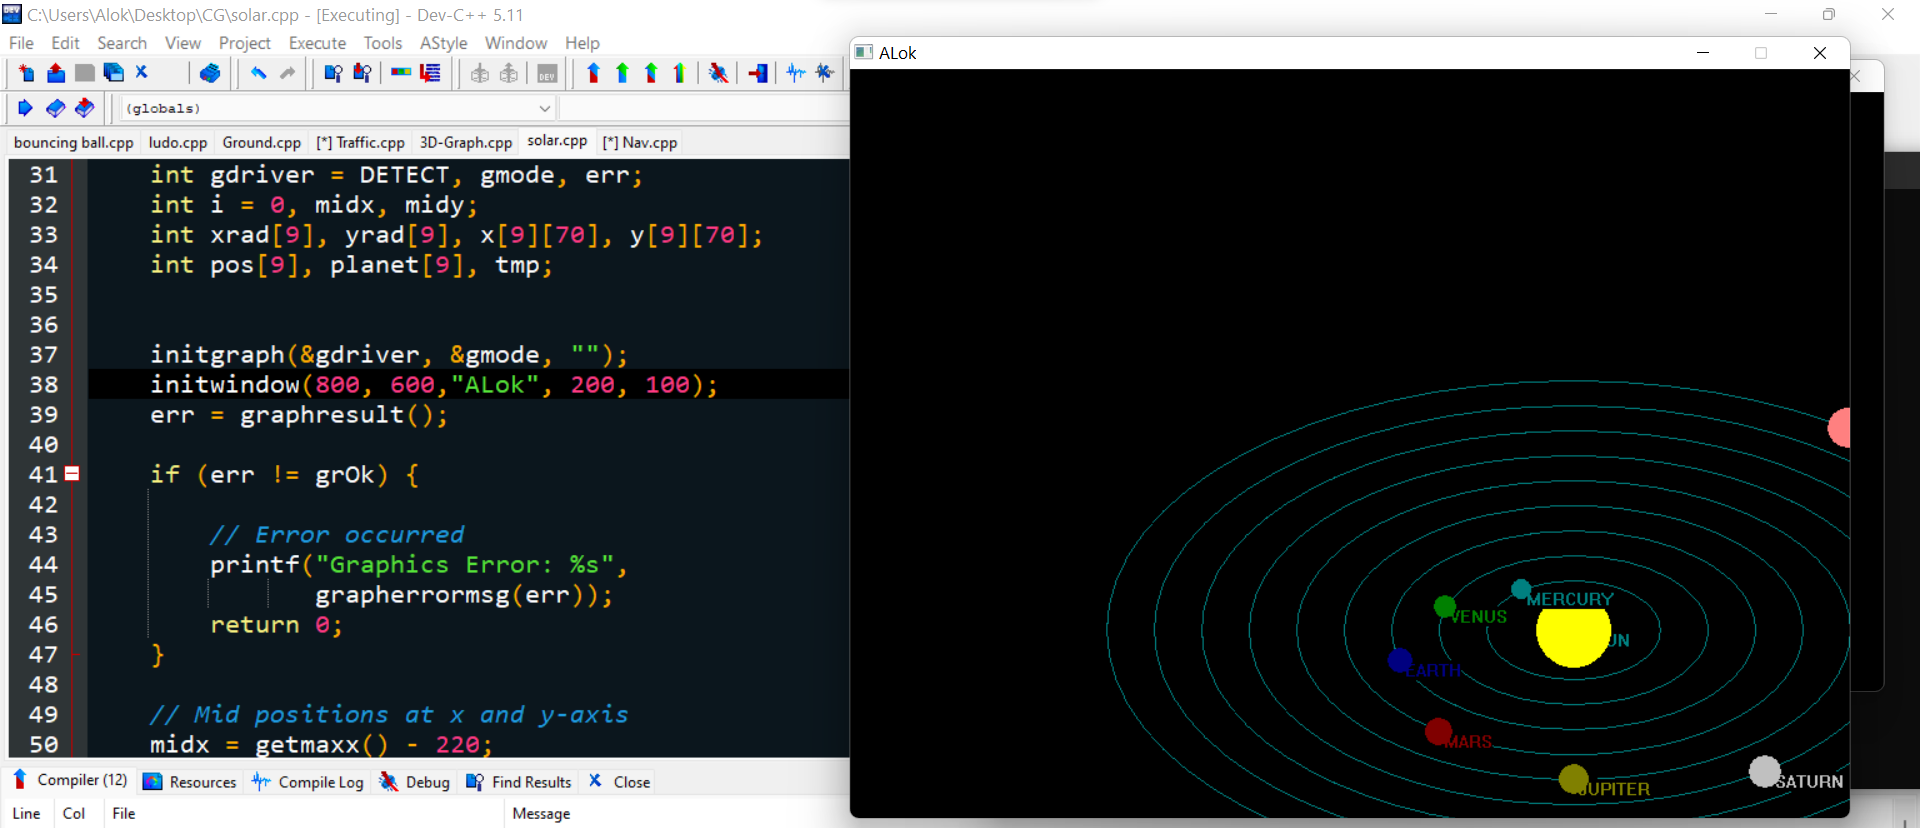 C:\Users\Alok\Desktop\CG\solar.cpp - [Executing] - Dev-C++ 5.11
File Edit Search View Project Execute Tools AStyle Window Help
(globals)
bouncing ball.cpp ludo.cpp Ground.cpp [*] Traffic.cpp 3D-Graph.cpp solar.cpp [*] Nav.cpp
31 int gdriver = DETECT, gmode, err;
32 int i = 0, midx, midy;
33 int xrad[9], yrad[9], x[9][70], y[9][70];
34 int pos[9], planet[9], tmp;
35
36
37 initgraph(&gdriver, &gmode, "");
38 initwindow(800, 600,"ALok", 200, 100);
39 err = graphresult();
40
41 if (err != grOk) {
42
43 // Error occurred
44 printf("Graphics Error: %s",
45 grapherrormsg(err));
46 return 0;
47 }
48
49 // Mid positions at x and y-axis
50 midx = getmaxx() - 220;
Compiler (12) Resources Compile Log Debug Find Results Close
Line Col File Message
ALok
MERCURY
VENUS
UN
EARTH
MARS
JUPITER
SATURN